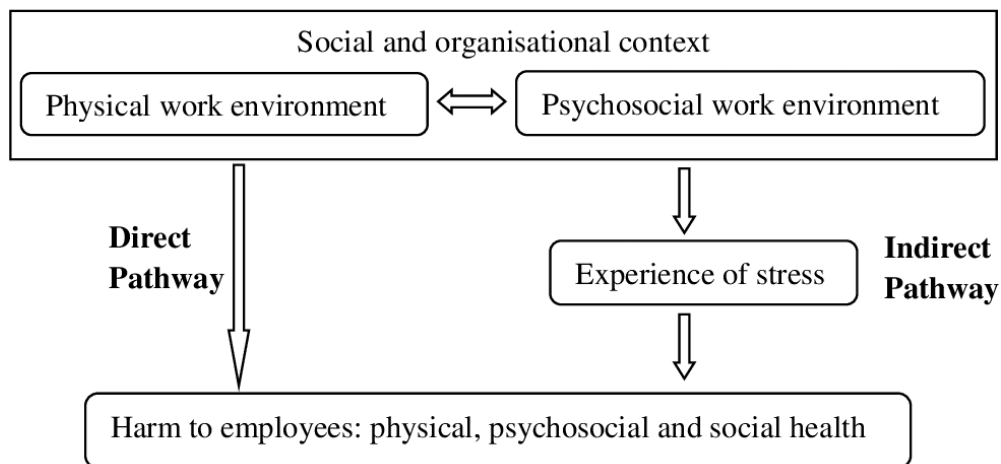 Social and organisational context
Physical work environment
Psychosocial work environment
Direct
Pathway
Experience of stress
Indirect
Pathway
Harm to employees: physical, psychosocial and social health